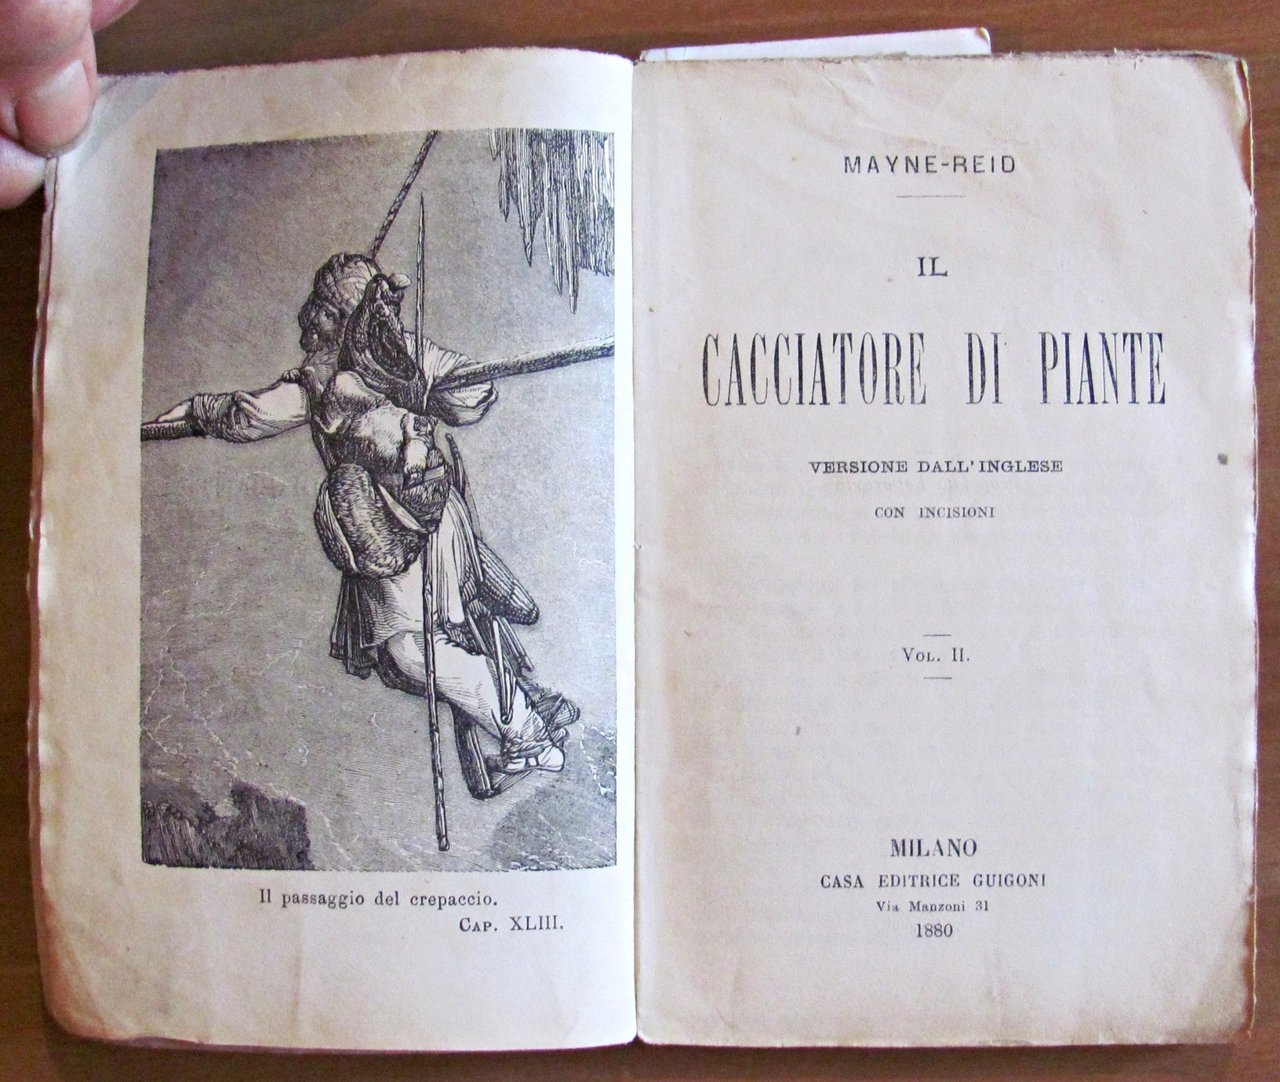 Il passaggio del crepaccio.
CAP. XLIII.
MAYNE-REID
IL
CACCIATORE DI PIANTE
VERSIONE DALL'INGLESE
CON INCISIONI
VOL. II.
MILANO
CASA EDITRICE GUIGONI
Via Manzoni 31
1880